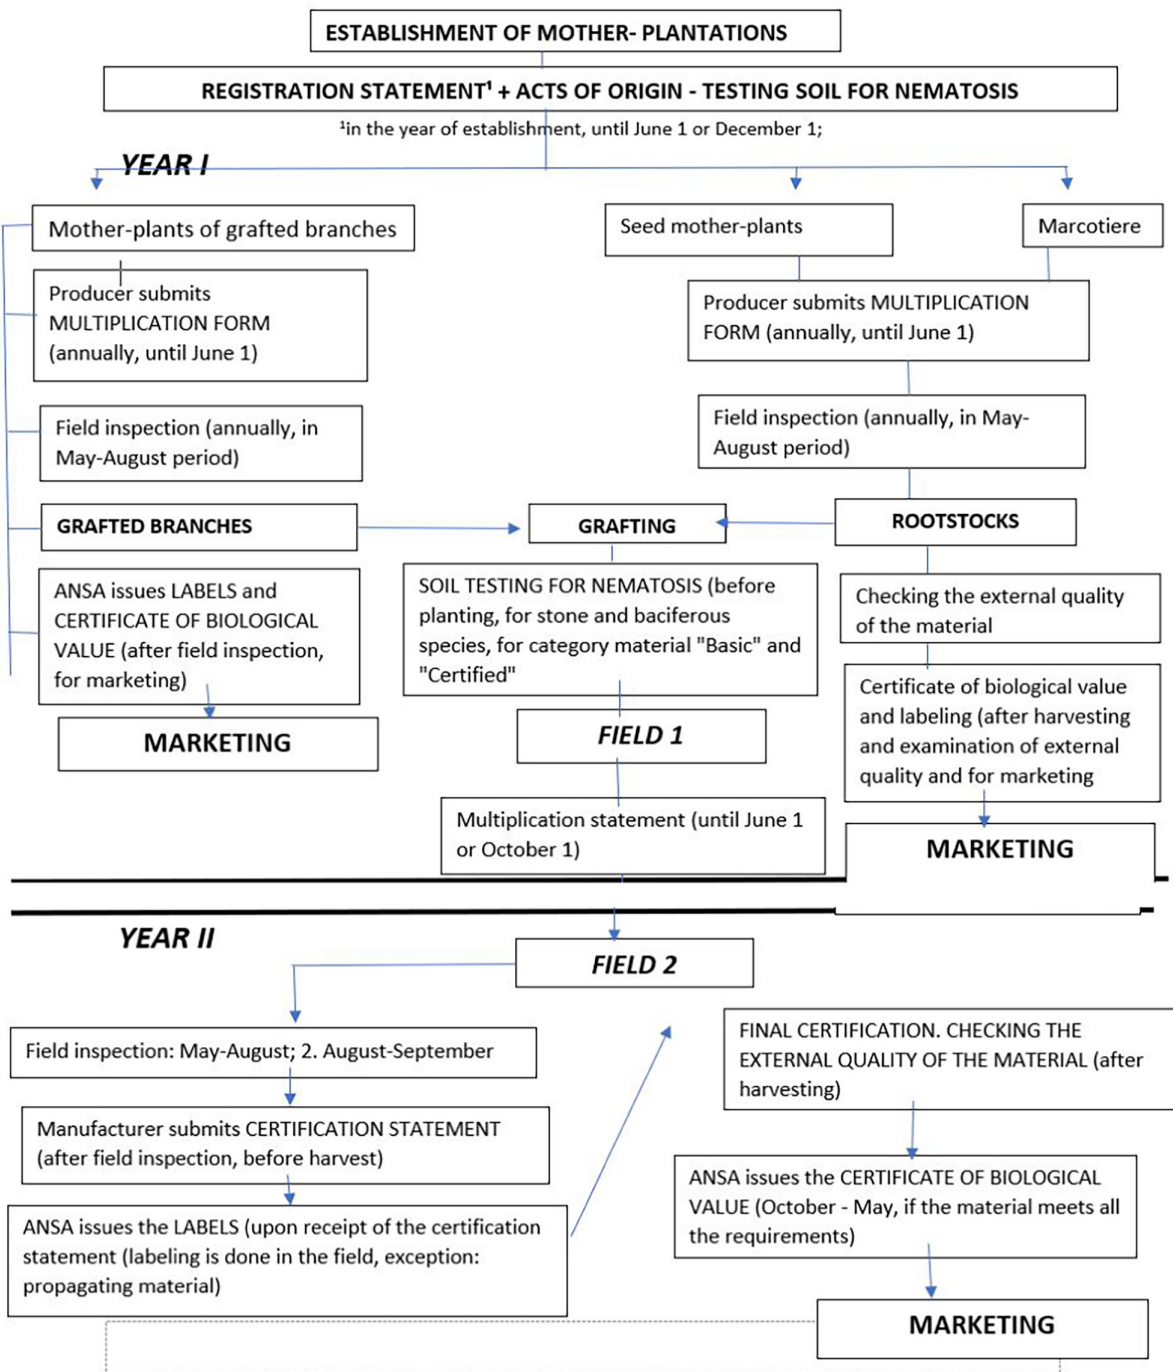 ESTABLISHMENT OF MOTHER- PLANTATIONS
REGISTRATION STATEMENT¹ + ACTS OF ORIGIN - TESTING SOIL FOR NEMATOSIS
¹in the year of establishment, until June 1 or December 1;
YEAR I
Mother-plants of grafted branches
Seed mother-plants
Marcotiere
Producer submits
MULTIPLICATION FORM
(annually, until June 1)
Producer submits MULTIPLICATION
FORM (annually, until June 1)
Field inspection (annually, in
May-August period)
Field inspection (annually, in May-
August period)
GRAFTED BRANCHES
GRAFTING
ROOTSTOCKS
ANSA issues LABELS and
CERTIFICATE OF BIOLOGICAL
VALUE (after field inspection,
for marketing)
MARKETING
SOIL TESTING FOR NEMATOSIS (before
planting, for stone and baciferous
species, for category material "Basic" and
"Certified"
FIELD 1
Multiplication statement (until June 1
or October 1)
Checking the external quality
of the material
Certificate of biological value
and labeling (after harvesting
and examination of external
quality and for marketing
MARKETING
YEAR II
FIELD 2
Field inspection: May-August; 2. August-September
Manufacturer submits CERTIFICATION STATEMENT
(after field inspection, before harvest)
ANSA issues the LABELS (upon receipt of the certification
statement (labeling is done in the field, exception:
propagating material)
FINAL CERTIFICATION. CHECKING THE
EXTERNAL QUALITY OF THE MATERIAL (after
harvesting)
ANSA issues the CERTIFICATE OF BIOLOGICAL
VALUE (October - May, if the material meets all
the requirements)
MARKETING